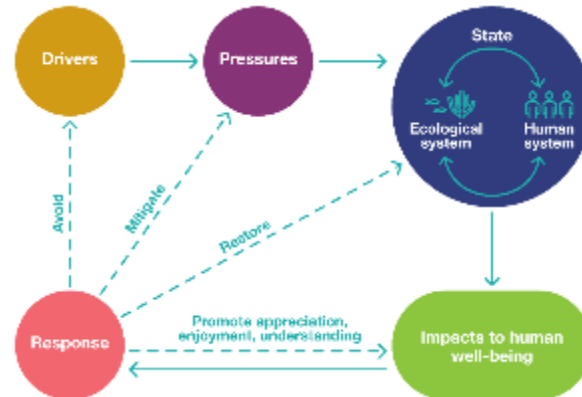 Drivers
Pressures
State
Ecological
system
Human
system
Avoid
Mitigate
Restore
Response
Promote appreciation,
enjoyment, understanding
Impacts to human
well-being